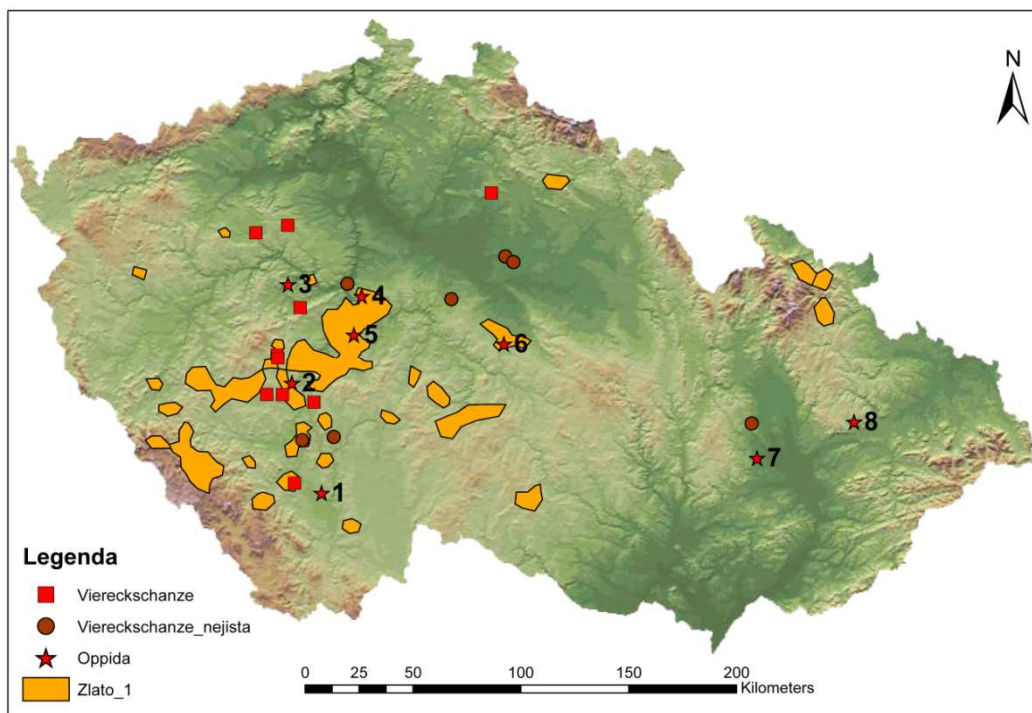 N
3
4
5
6
2
8
7
1
Legenda
Viereckschanze
Viereckschanze_nejista
Oppida
Zlato_1
0 25 50 100 150 200
Kilometers